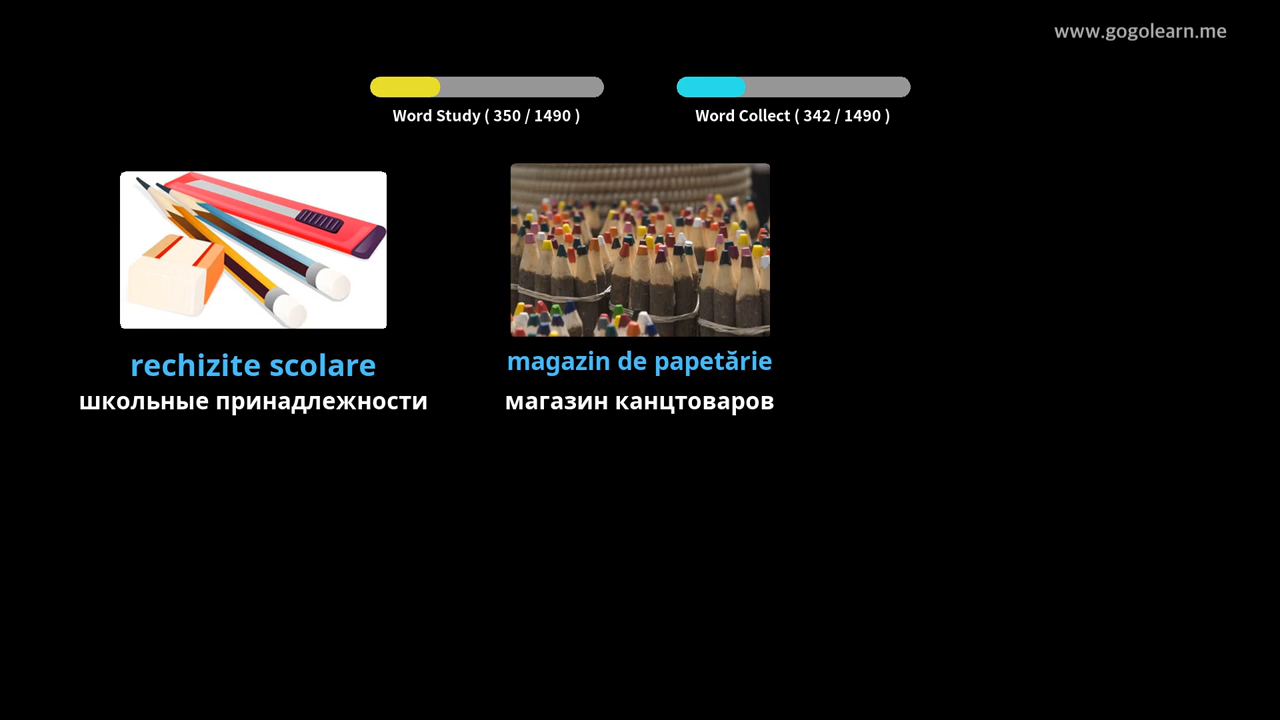 www.gogolearn.me
Word Study ( 350 / 1490 )
Word Collect ( 342 / 1490 )
rechizite scolare
школьные принадлежности
magazin de papetărie
магазин канцтоваров